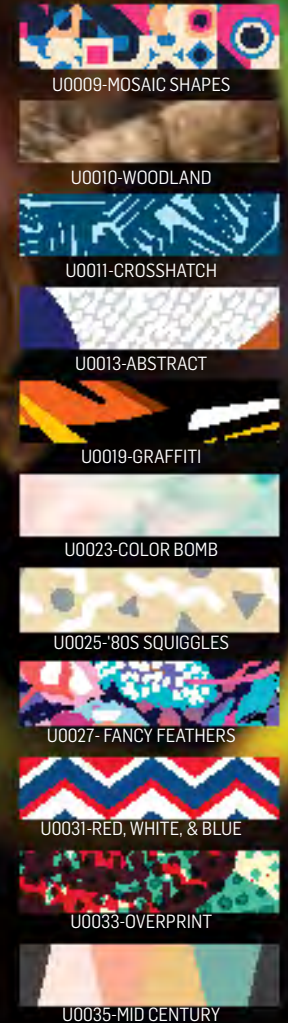 U0009-MOSAIC SHAPES
U0010-WOODLAND
U0011-CROSSHATCH
U0013-ABSTRACT
U0019-GRAFFITI
U0023-COLOR BOMB
U0025-'80S SQUIGGLES
U0027- FANCY FEATHERS
U0031-RED, WHITE, & BLUE
U0033-OVERPRINT
U0035-MID CENTURY